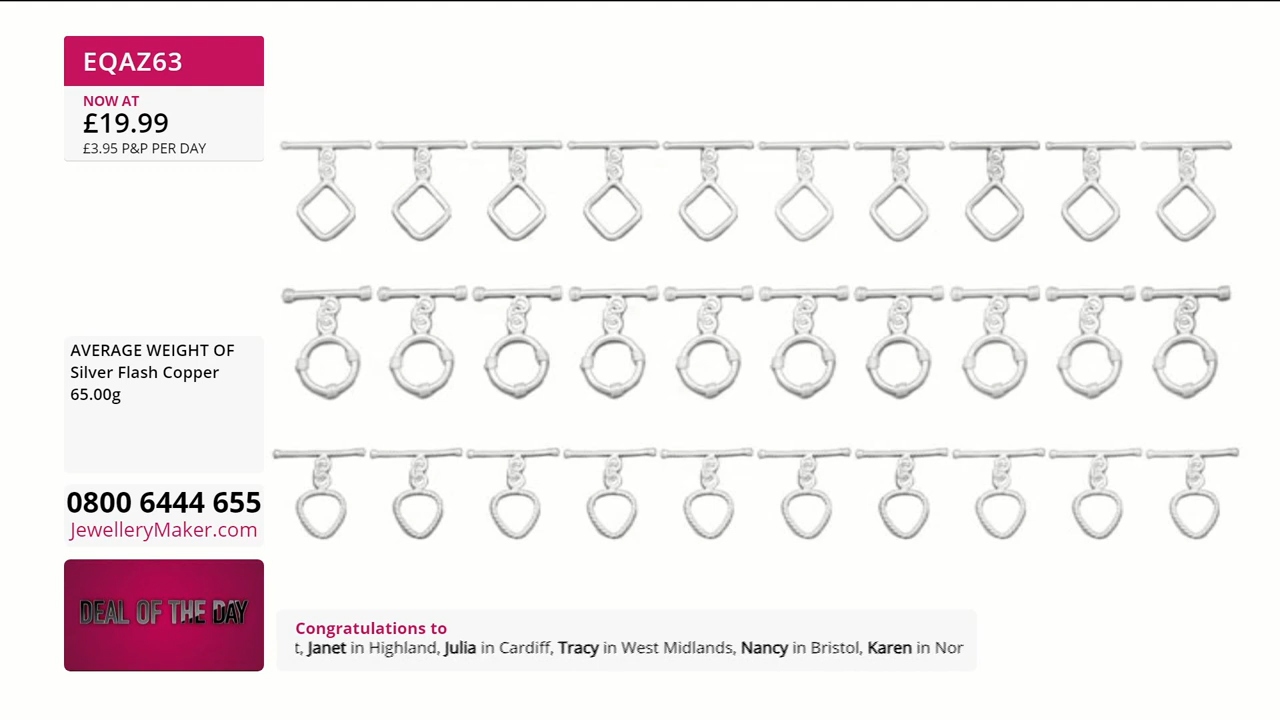 EQAZ63
NOW AT
£19.99
£3.95 P&P PER DAY
AVERAGE WEIGHT OF
Silver Flash Copper
65.00g
0800 6444 655
JewelleryMaker.com
DEAL OF THE DAY
Congratulations to
t, Janet in Highland, Julia in Cardiff, Tracy in West Midlands, Nancy in Bristol, Karen in Nor